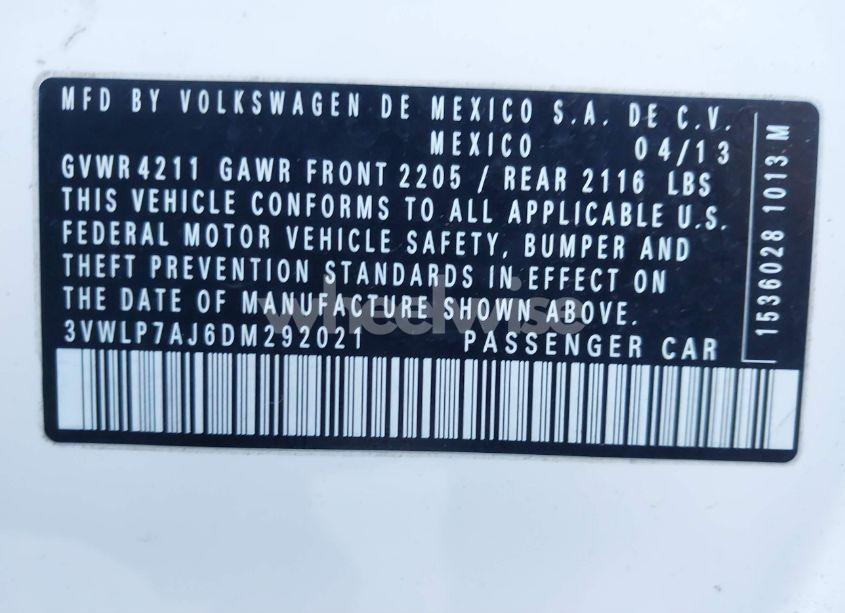 MFD BY VOLKSWAGEN DE MEXICO S.A. DE C.V.
MEXICO 04/13
GVWR 4211 GAWR FRONT 2205 / REAR 2116 LBS
THIS VEHICLE CONFORMS TO ALL APPLICABLE U.S.
FEDERAL MOTOR VEHICLE SAFETY, BUMPER AND
THEFT PREVENTION STANDARDS IN EFFECT ON
THE DATE OF MANUFACTURE SHOWN ABOVE.
3VWLP7AJ6DM292021 PASSENGER CAR
1536028 1013 M
wheelwise